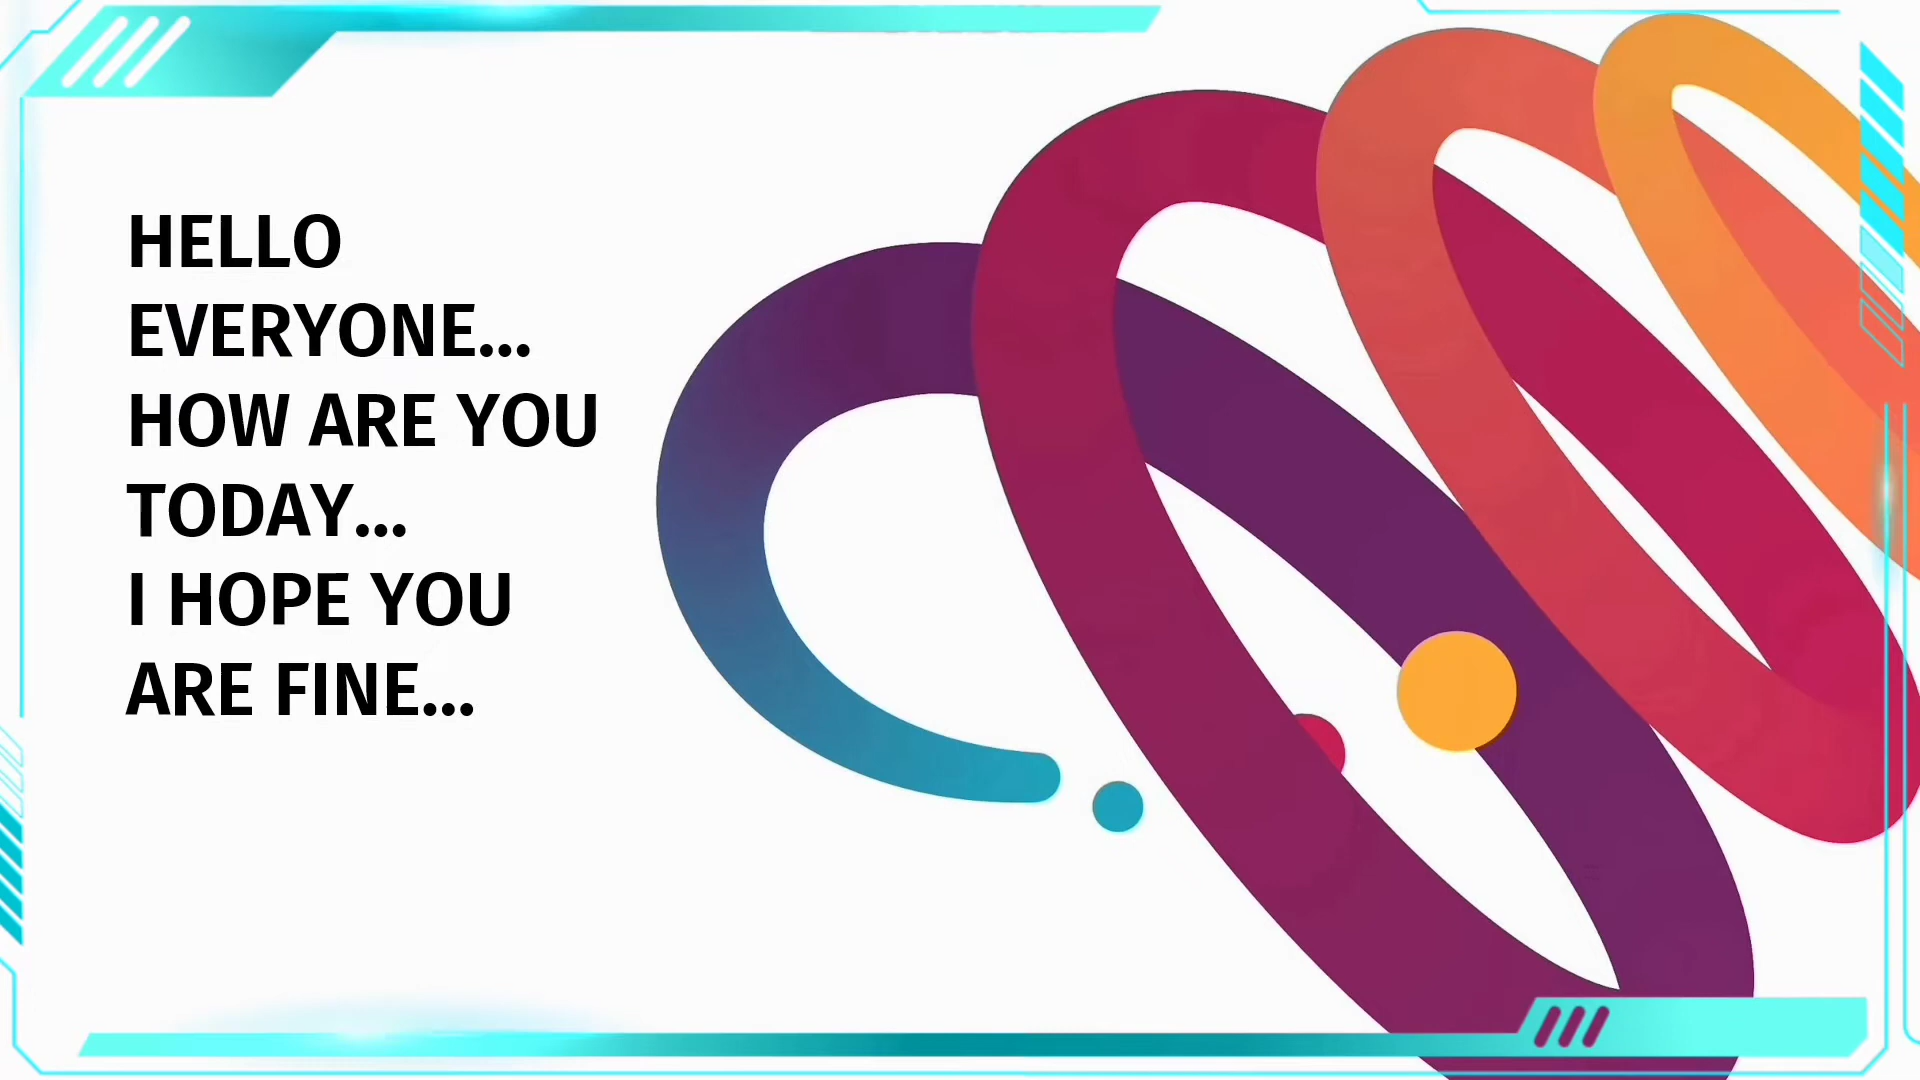 HELLO
EVERYONE...
HOW ARE YOU
TODAY...
I HOPE YOU
ARE FINE...